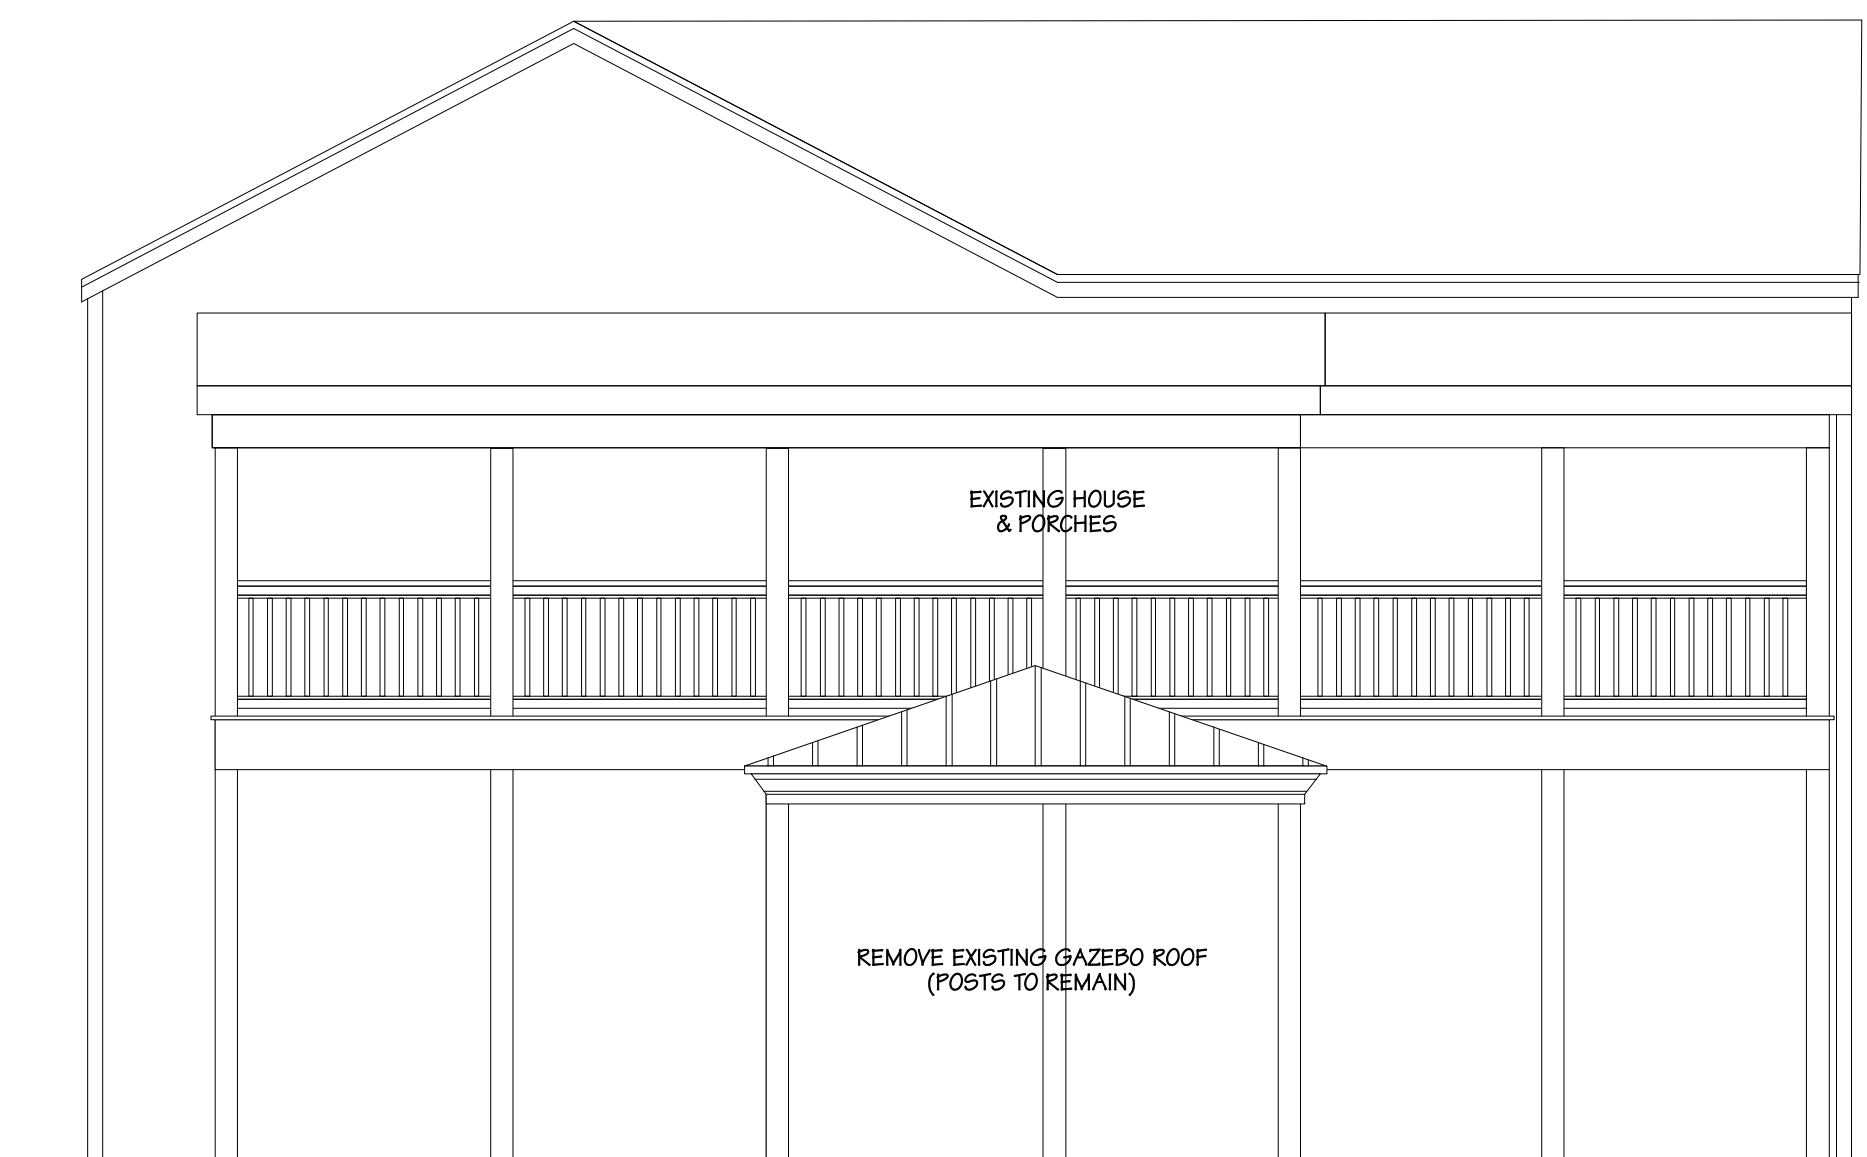 EXISTING HOUSE
& PORCHES
REMOVE EXISTING GAZEBO ROOF
(POSTS TO REMAIN)